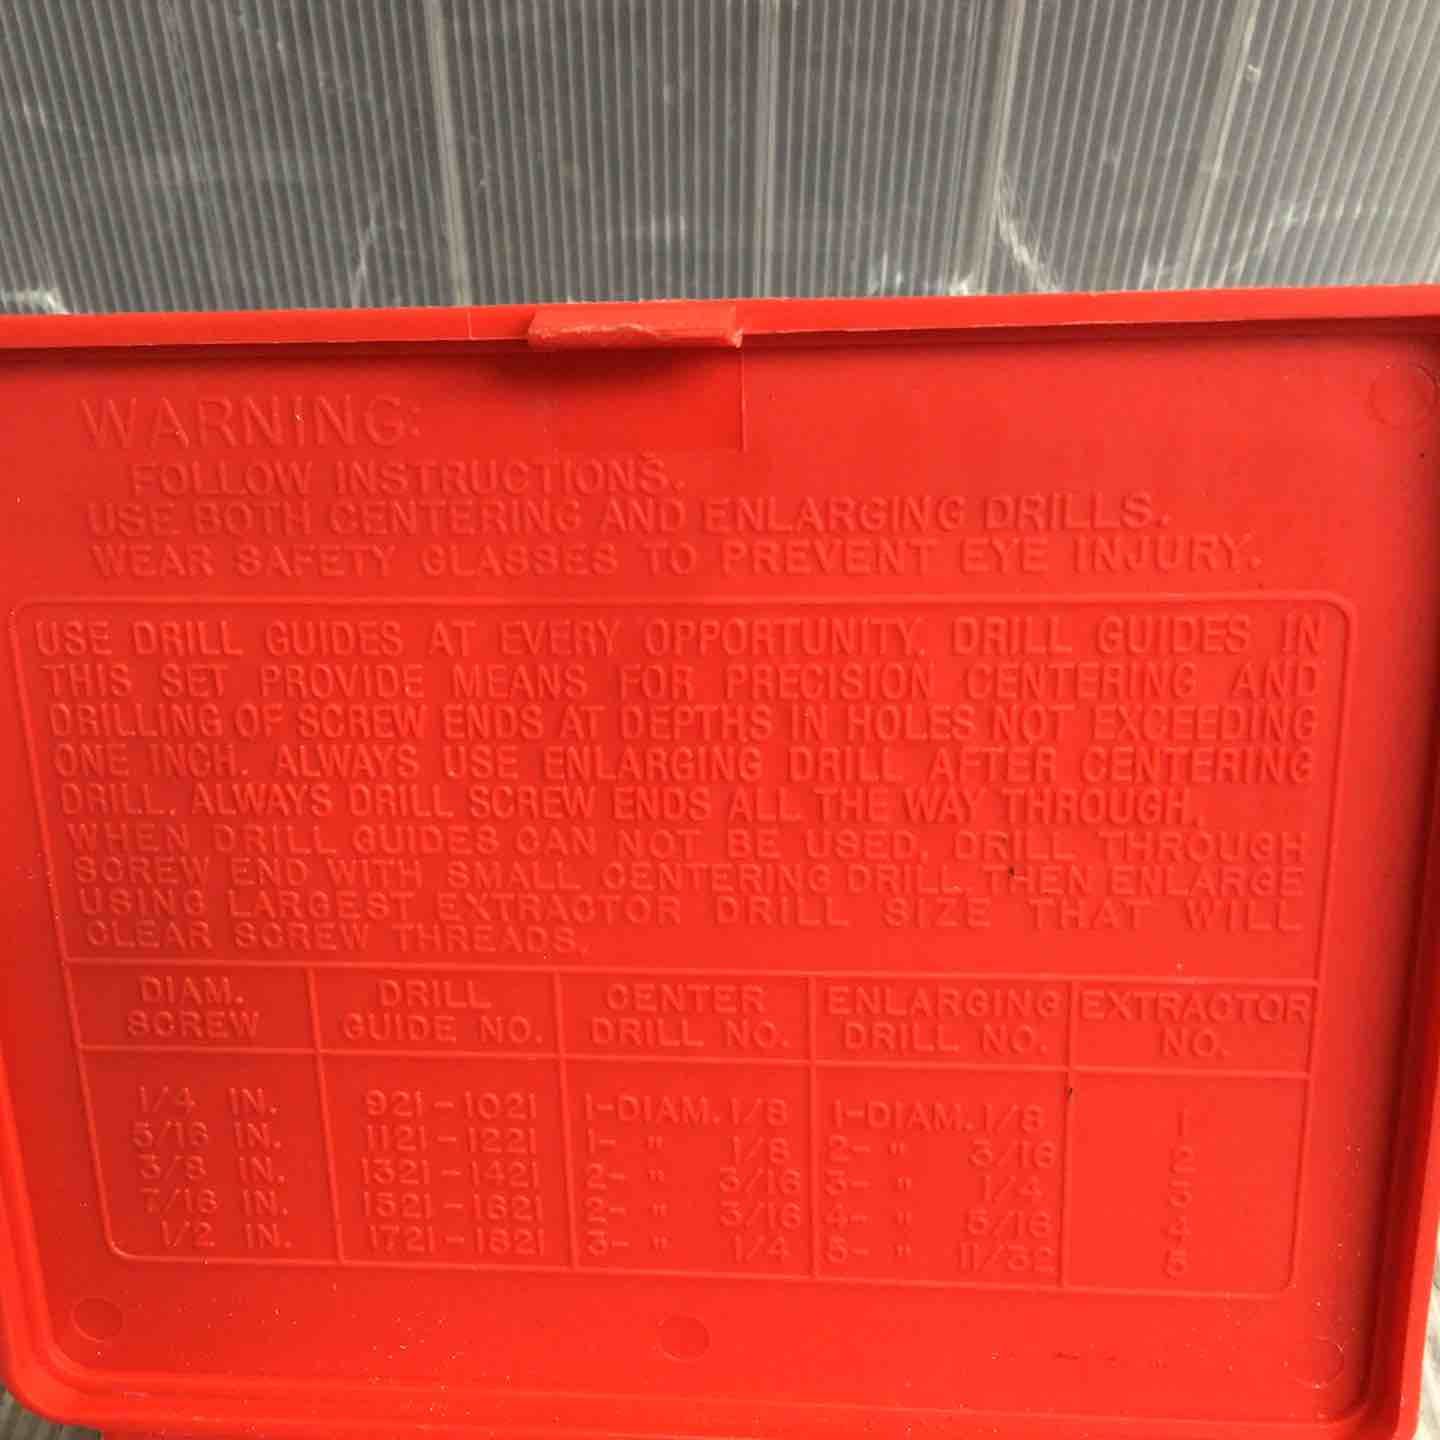 WARNING:
FOLLOW INSTRUCTIONS.
USE BOTH CENTERING AND ENLARGING DRILLS.
WEAR SAFETY GLASSES TO PREVENT EYE INJURY.
USE DRILL GUIDES AT EVERY OPPORTUNITY. DRILL GUIDES IN
THIS SET PROVIDE MEANS FOR PRECISION CENTERING AND
DRILLING OF SCREW ENDS AT DEPTHS IN HOLES NOT EXCEEDING
ONE INCH. ALWAYS USE ENLARGING DRILL AFTER CENTERING
DRILL. ALWAYS DRILL SCREW ENDS ALL THE WAY THROUGH.
WHEN DRILL GUIDES CAN NOT BE USED, DRILL THROUGH
SCREW END WITH SMALL CENTERING DRILL. THEN ENLARGE
USING LARGEST EXTRACTOR DRILL SIZE THAT WILL
CLEAR SCREW THREADS.
DIAM. SCREW DRILL GUIDE NO. CENTER DRILL NO. ENLARGING DRILL NO. EXTRACTOR NO.
1/4 IN. 921-1021 1-DIAM. 1/8 1-DIAM. 1/8 1
5/16 IN. 1121-1221 1- " 1/8 2- " 3/16 2
3/8 IN. 1321-1421 2- " 3/16 3- " 1/4 3
7/16 IN. 1521-1621 2- " 3/16 4- " 5/16 4
1/2 IN. 1721-1821 3- " 1/4 5- " 11/32 5